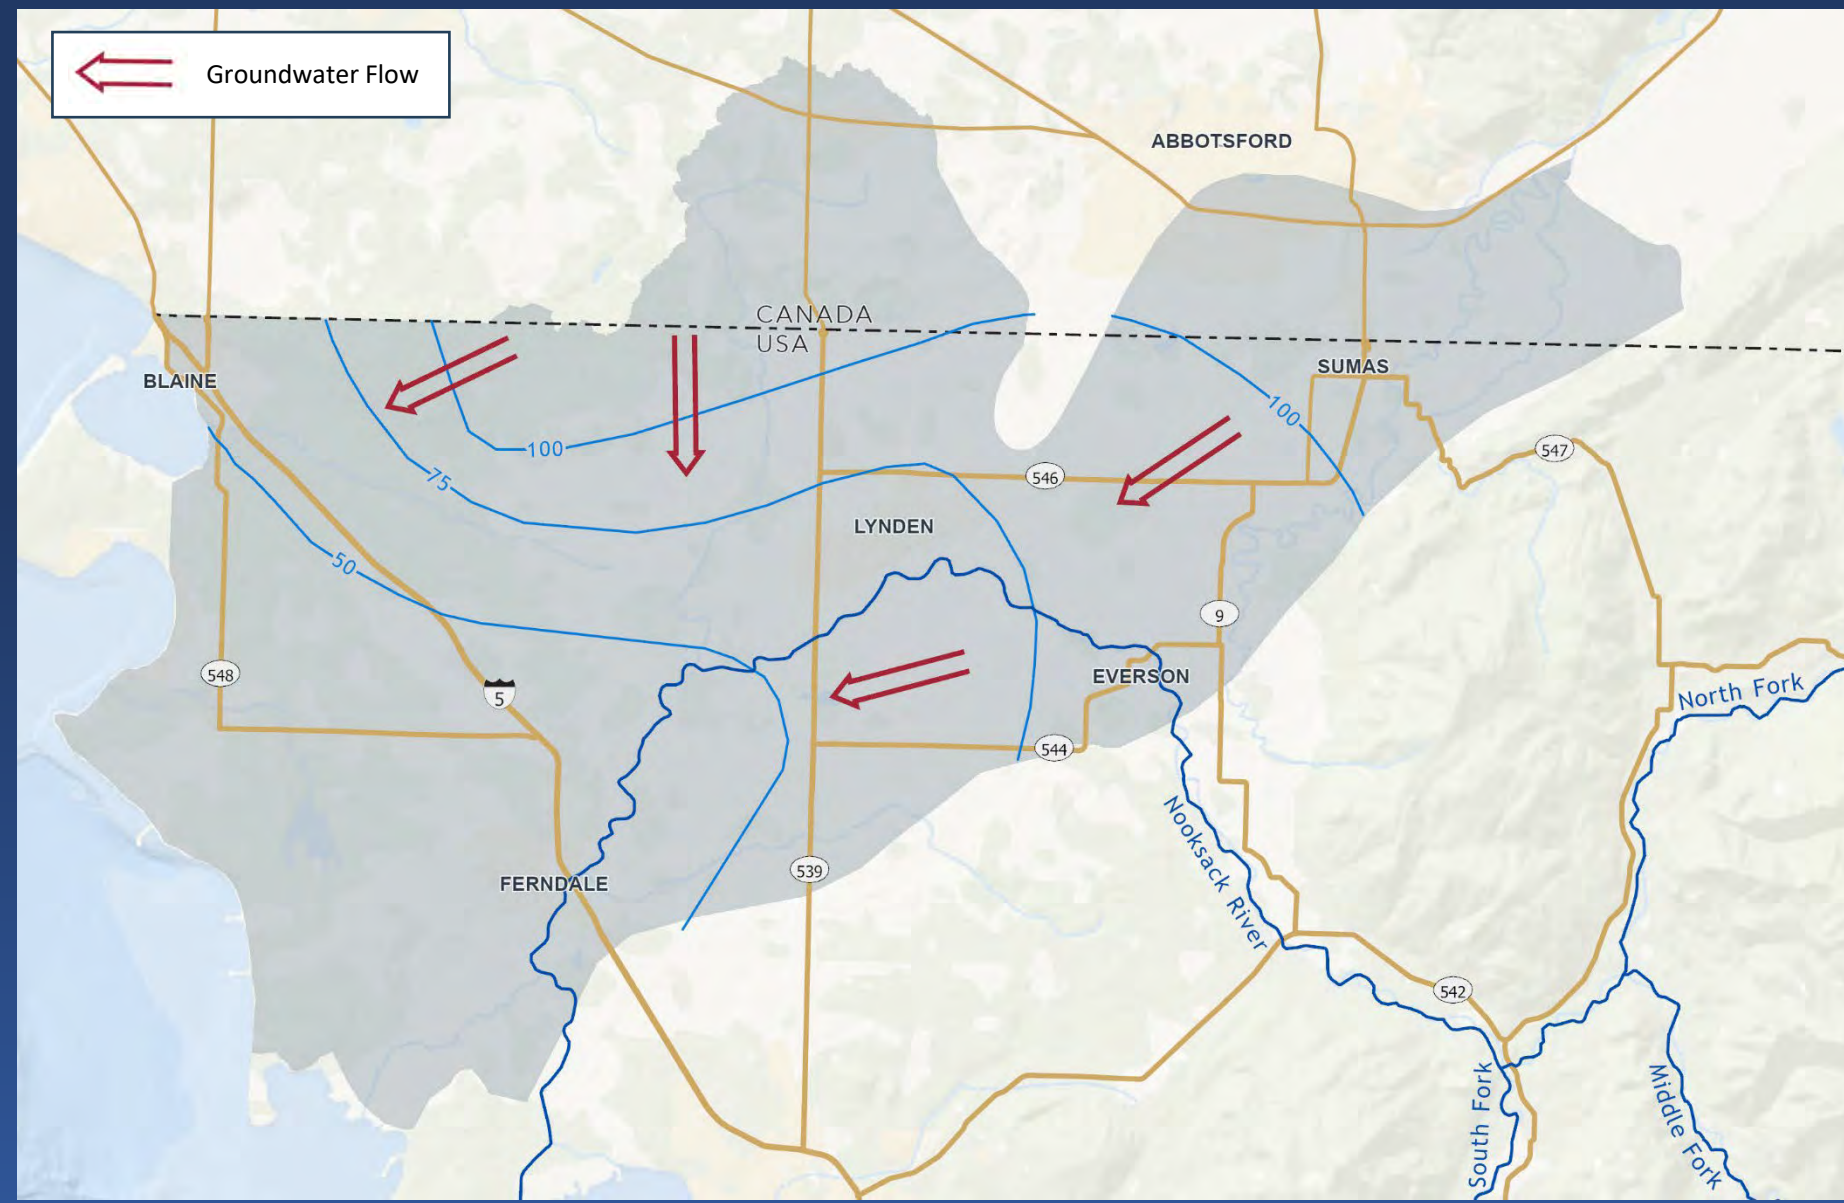 Groundwater Flow
ABBOTSFORD
CANADA
USA
SUMAS
BLAINE
100
100
547
75
546
LYNDEN
50
9
548
EVERSON
5
North Fork
544
Nooksack River
539
FERNDALE
542
South Fork
Middle Fork